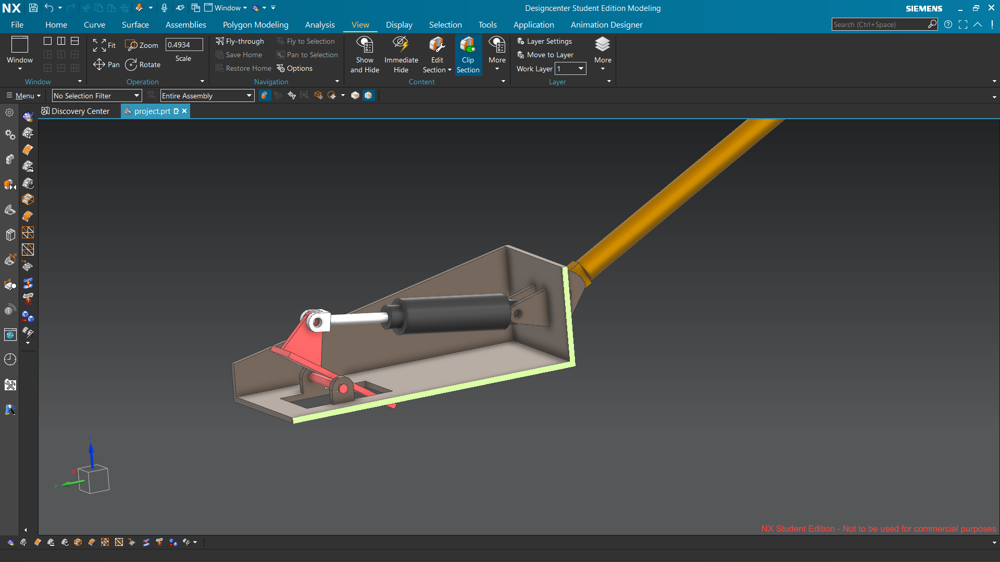 NX Window Designcenter Student Edition Modeling SIEMENS
File Home Curve Surface Assemblies Polygon Modeling Analysis View Display Selection Tools Application Animation Designer Search (Ctrl+Space)
Window Fit Zoom 0.4934 Fly-through Fly to Selection Show and Hide Immediate Hide Edit Section Clip Section More Layer Settings More
Scale Save Home Pan to Selection Move to Layer
Pan Rotate Restore Home Options Work Layer 1
Window Operation Navigation Content Layer
Menu No Selection Filter Entire Assembly
Discovery Center project.prt
Z
X
Y
NX Student Edition - Not to be used for commercial purposes